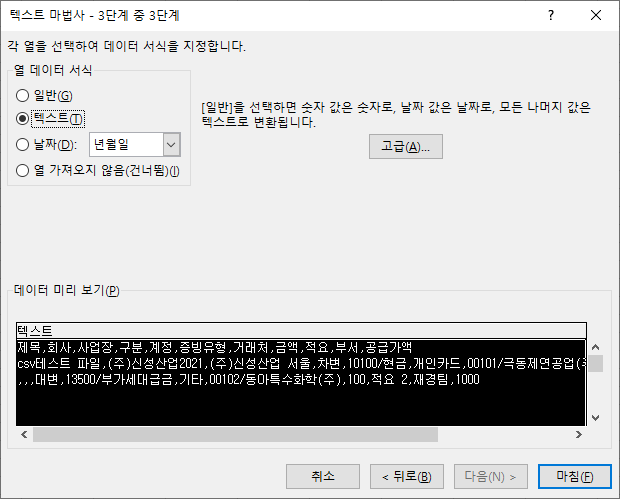 텍스트 마법사 - 3단계 중 3단계
각 열을 선택하여 데이터 서식을 지정합니다.
열 데이터 서식
일반(G)
텍스트(T)
날짜(D): 년월일
열 가져오지 않음(건너뜀)(I)
[일반]을 선택하면 숫자 값은 숫자로, 날짜 값은 날짜로, 모든 나머지 값은
텍스트로 변환됩니다.
고급(A)...
데이터 미리 보기(P)
텍스트
제목,회사,사업장,구분,계정,증빙유형,거래처,금액,적요,부서,공급가액
csv테스트 파일,(주)신성산업2021,(주)신성산업 서울,차변,10100/현금,개인카드,00101/극동제연공업(주
,,,대변,13500/부가세대급금,기타,00102/동아특수화학(주),100,적요 2,재경팀,1000
취소
< 뒤로(B)
다음(N) >
마침(F)